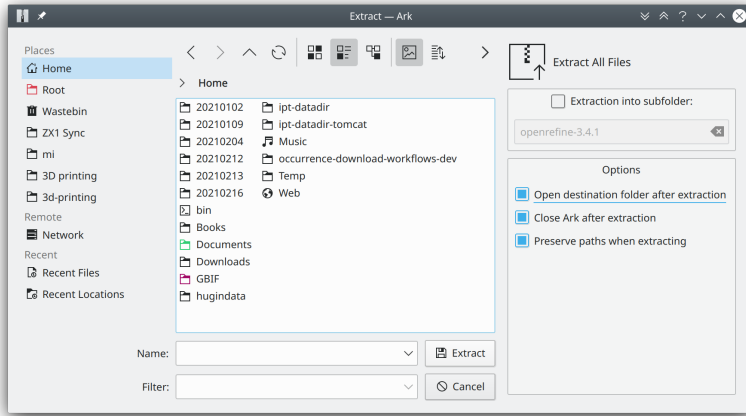 Extract — Ark
Places
Home
Root
Wastebin
ZX1 Sync
mi
3D printing
3d-printing
Remote
Network
Recent
Recent Files
Recent Locations
Home
20210102
20210109
20210204
20210212
20210213
20210216
bin
Books
Documents
Downloads
GBIF
hugindata
ipt-datadir
ipt-datadir-tomcat
Music
occurrence-download-workflows-dev
Temp
Web
Name:
Extract
Filter:
Cancel
Extract All Files
Extraction into subfolder:
openrefine-3.4.1
Options
Open destination folder after extraction
Close Ark after extraction
Preserve paths when extracting